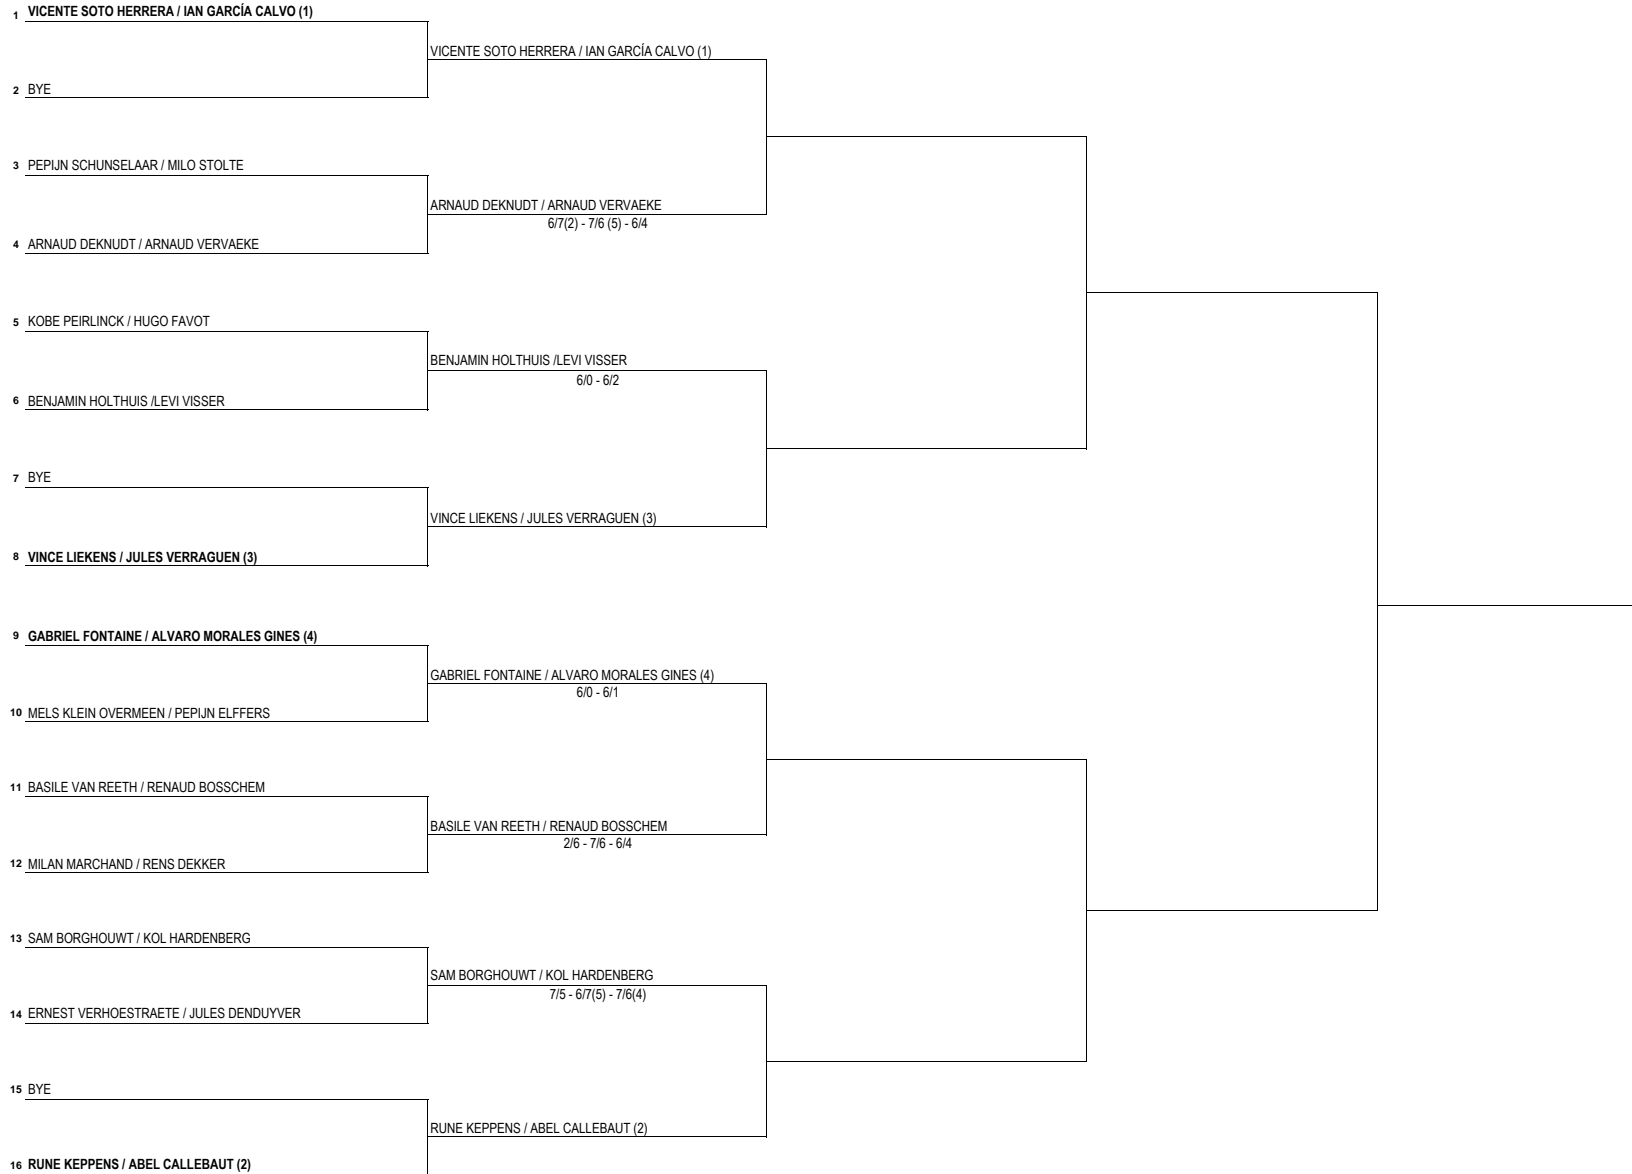 1 VICENTE SOTO HERRERA / IAN GARCÍA CALVO (1)
VICENTE SOTO HERRERA / IAN GARCÍA CALVO (1)
2 BYE
3 PEPIJN SCHUNSELAAR / MILO STOLTE
ARNAUD DEKNUDT / ARNAUD VERVAEKE
6/7(2) - 7/6 (5) - 6/4
4 ARNAUD DEKNUDT / ARNAUD VERVAEKE
5 KOBE PEIRLINCK / HUGO FAVOT
BENJAMIN HOLTHUIS /LEVI VISSER
6/0 - 6/2
6 BENJAMIN HOLTHUIS /LEVI VISSER
7 BYE
VINCE LIEKENS / JULES VERRAGUEN (3)
8 VINCE LIEKENS / JULES VERRAGUEN (3)
9 GABRIEL FONTAINE / ALVARO MORALES GINES (4)
GABRIEL FONTAINE / ALVARO MORALES GINES (4)
6/0 - 6/1
10 MELS KLEIN OVERMEEN / PEPIJN ELFFERS
11 BASILE VAN REETH / RENAUD BOSSCHEM
BASILE VAN REETH / RENAUD BOSSCHEM
2/6 - 7/6 - 6/4
12 MILAN MARCHAND / RENS DEKKER
13 SAM BORGHOUWT / KOL HARDENBERG
SAM BORGHOUWT / KOL HARDENBERG
7/5 - 6/7(5) - 7/6(4)
14 ERNEST VERHOESTRAETE / JULES DENDUYVER
15 BYE
RUNE KEPPENS / ABEL CALLEBAUT (2)
16 RUNE KEPPENS / ABEL CALLEBAUT (2)